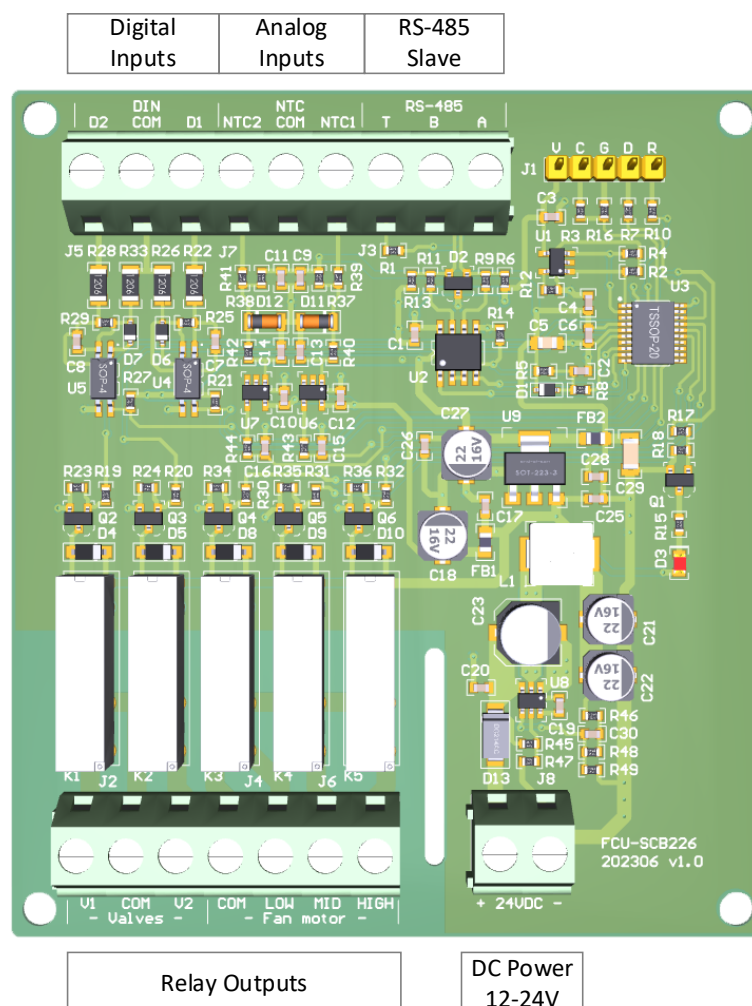 Digital Inputs
Analog Inputs
RS-485 Slave
DIN NTC RS-485
D2 COM D1 NTC2 COM NTC1 T B A
V C G D R
J1
C3
R3 R16 R7 R10
U1 R4
R2 U3
J5 R28 R33 R26 R22 J7 R41 C11 C9 R39 J3 R1 R11 D2 R9 R6
R13 R12
1206 1206 1206 1206
R38 D12 D11 R37
R29 R25 R14 C4
TSSOP-20
C8 D7 D6 C7 R42 C14 C13 R40 C1 C5 C6
SOP-4 SOP-4
U5 R27 U4 R21 U7 U6 C10 C12 U2 D1 R5 C2 R8
C27 U9 FB2 R17
R44 R43 C15 C26 R18
22 16V
SOT-223-3
C28 C29
R23 R19 R24 R20 R34 C16 R30 R35 R31 R36 R32 Q1
C17 C25
Q2 Q3 Q4 Q5 Q6 R15
D4 D5 D8 D9 D10
22 16V
C18 FB1 L1 D3
C23 22 16V C21
C20 U8 22 16V C22
C19 R46
C30
R45 R48
K1 J2 K2 K3 J4 K4 J6 K5 D13 R47 J8 R49
FCU-SCB226
202306 v1.0
V1 COM V2 COM LOW MID HIGH
- Valves - - Fan motor -
+ 24VDC -
Relay Outputs
DC Power
12-24V